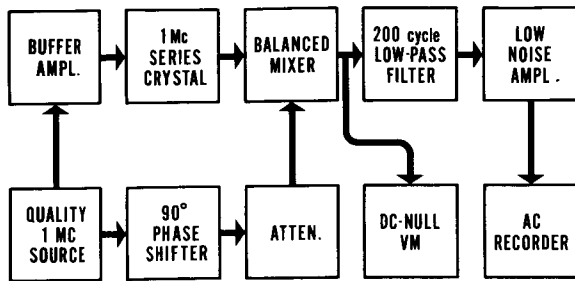 BUFFER
AMPL.
1 Mc
SERIES
CRYSTAL
BALANCED
MIXER
200 cycle
LOW-PASS
FILTER
LOW
NOISE
AMPL.
QUALITY
1 MC
SOURCE
90°
PHASE
SHIFTER
ATTEN.
DC-NULL
VM
AC
RECORDER